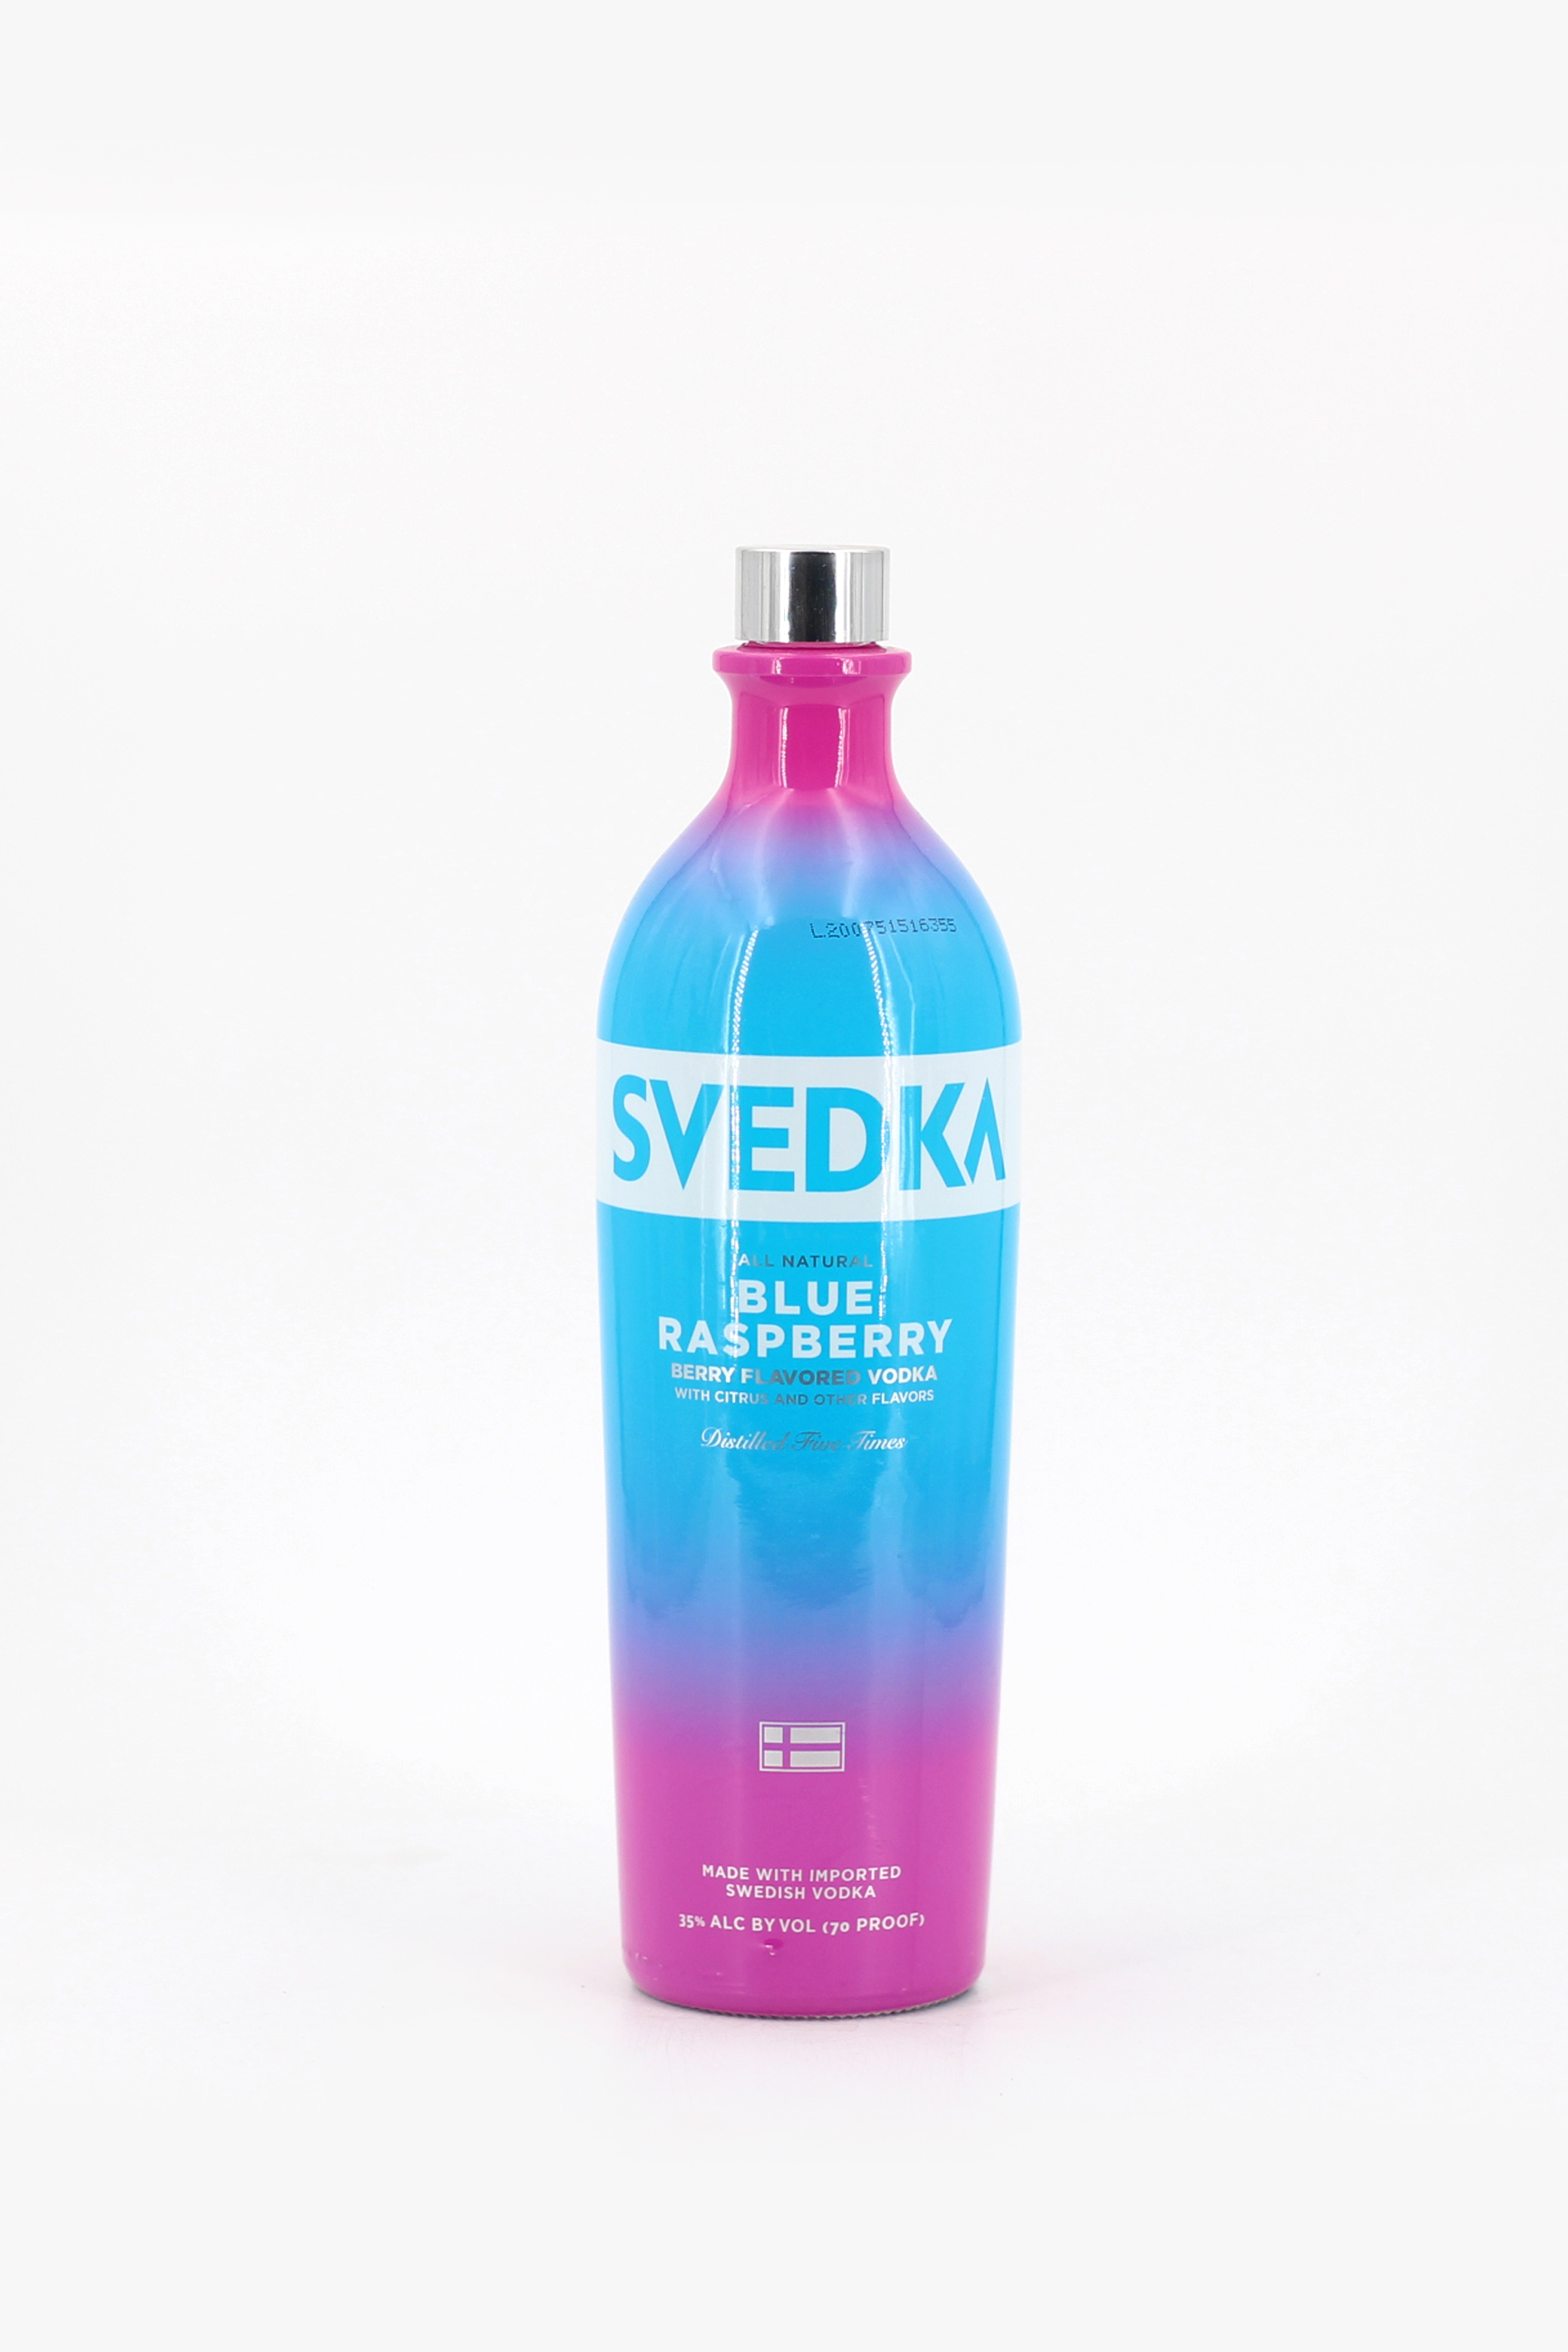 L200751516355
SVEDKA
ALL NATURAL
BLUE
RASPBERRY
BERRY FLAVORED VODKA
WITH CITRUS AND OTHER FLAVORS
Distilled Five Times
MADE WITH IMPORTED
SWEDISH VODKA
35% ALC BY VOL (70 PROOF)